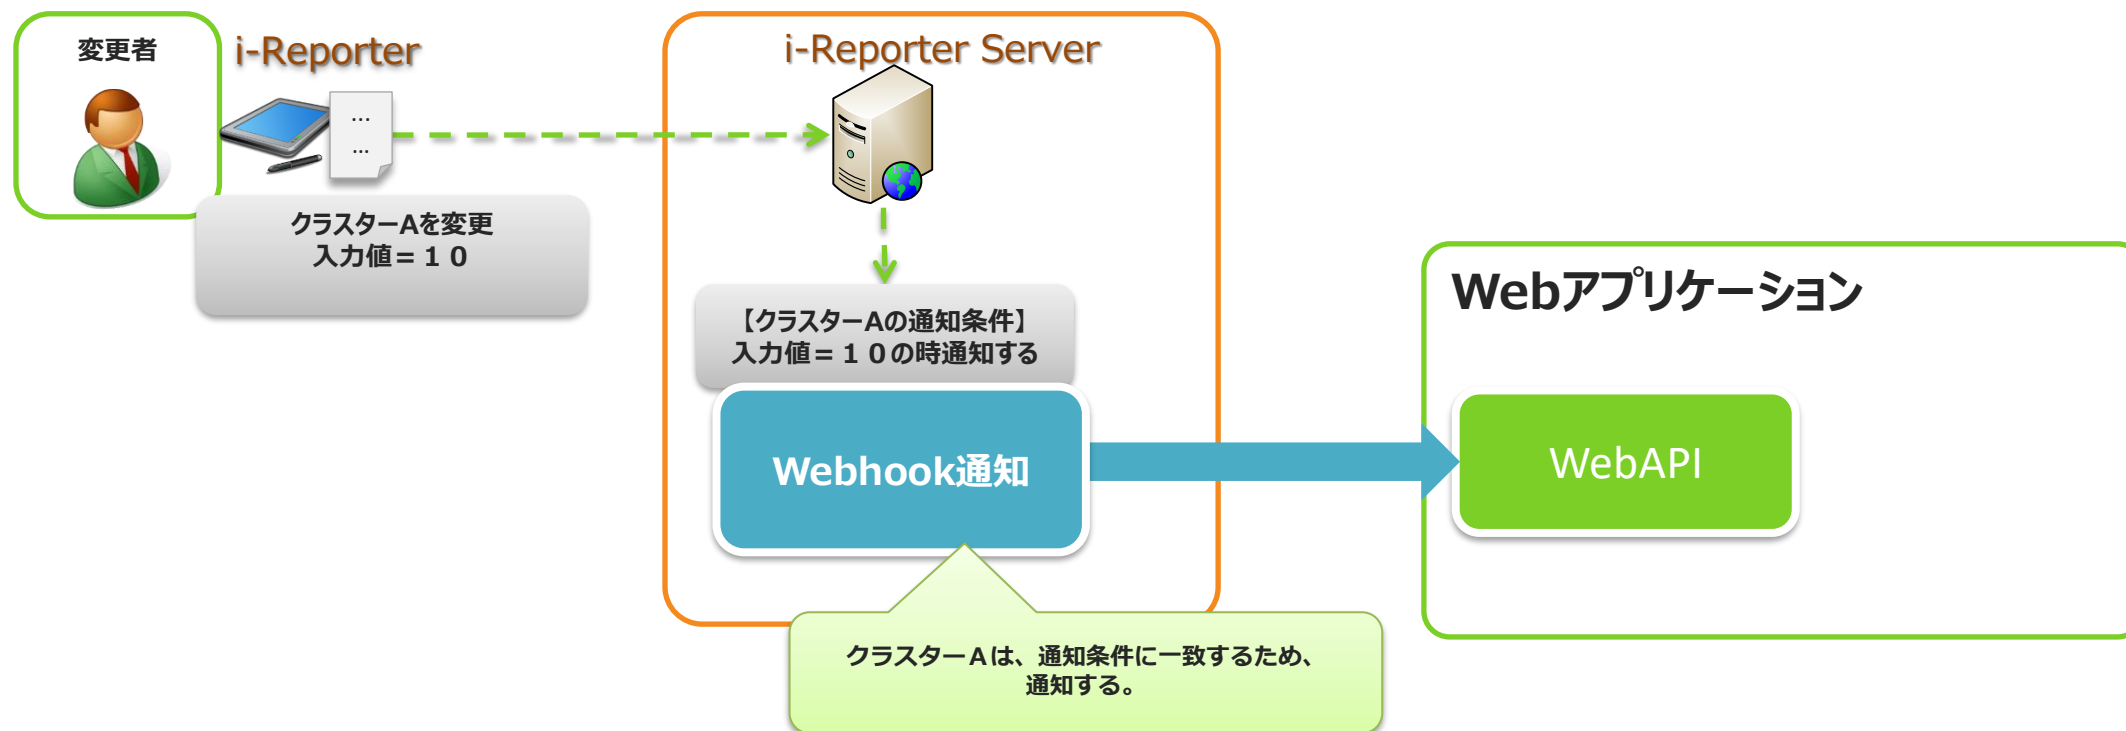 変更者
i-Reporter
…
…
クラスターAを変更
入力値=１０
i-Reporter Server
【クラスターAの通知条件】
入力値=１０の時通知する
Webhook通知
クラスターＡは、通知条件に一致するため、
通知する。
Webアプリケーション
WebAPI